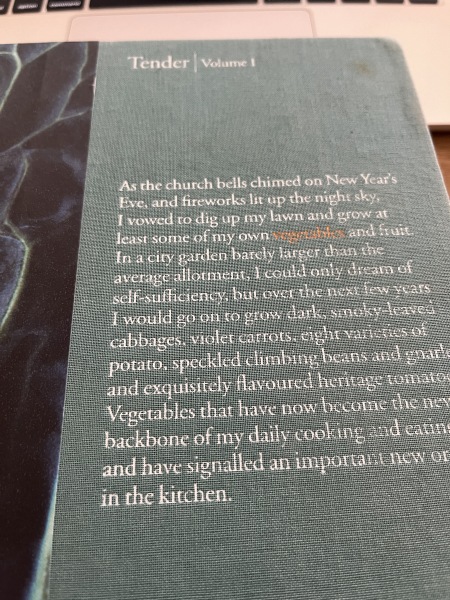 Tender | Volume I
As the church bells chimed on New Year's
Eve, and fireworks lit up the night sky,
I vowed to dig up my lawn and grow at
least some of my own vegetables and fruit.
In a city garden barely larger than the
average allotment, I could only dream of
self-sufficiency, but over the next few years
I would go on to grow dark, smoky-leaved
cabbages, violet carrots, eight varieties of
potato, speckled climbing beans and gnarle
and exquisitely flavoured heritage tomato
Vegetables that have now become the new
backbone of my daily cooking and eatin
and have signalled an important new or
in the kitchen.